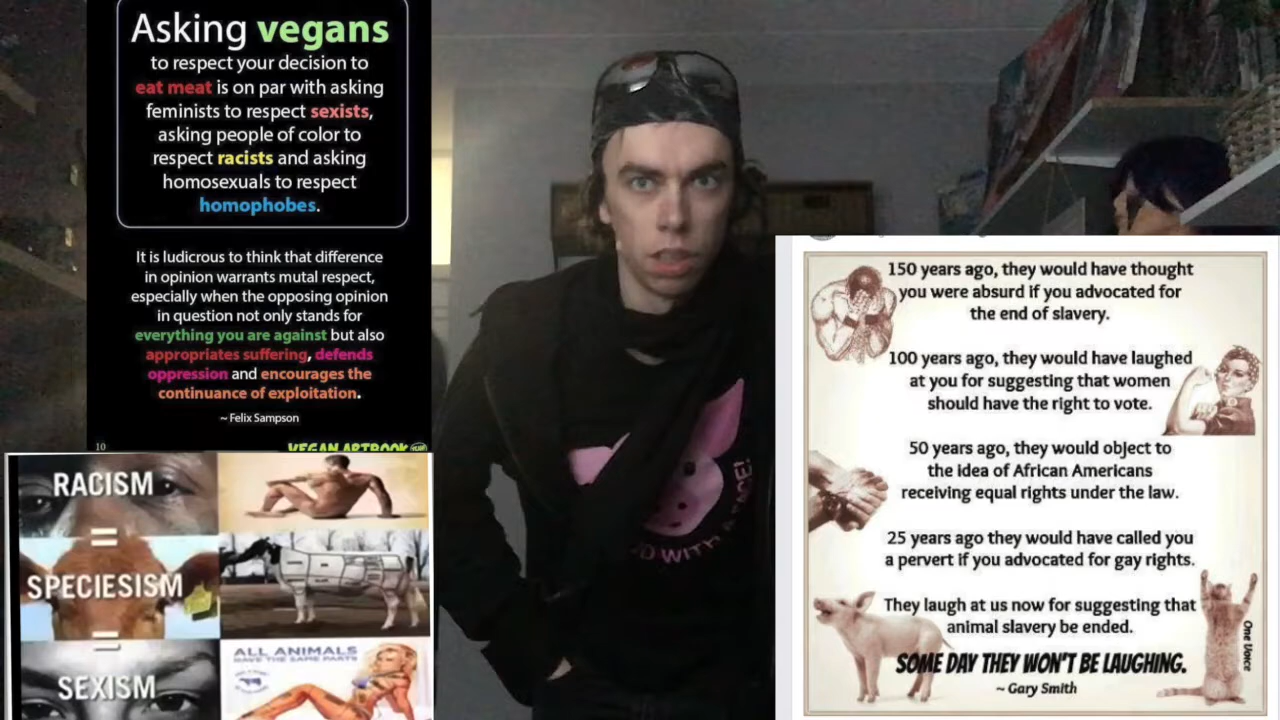 Asking vegans
to respect your decision to
eat meat is on par with asking
feminists to respect sexists,
asking people of color to
respect racists and asking
homosexuals to respect
homophobes.
It is ludicrous to think that difference
in opinion warrants mutal respect,
especially when the opposing opinion
in question not only stands for
everything you are against but also
appropriates suffering, defends
oppression and encourages the
continuance of exploitation.
~ Felix Sampson
10
VEGAN ARTBOOK
RACISM
=
SPECIESISM
=
SEXISM
ALL ANIMALS
HAVE THE SAME PARTS
WITH A FACE!
150 years ago, they would have thought
you were absurd if you advocated for
the end of slavery.
100 years ago, they would have laughed
at you for suggesting that women
should have the right to vote.
50 years ago, they would object to
the idea of African Americans
receiving equal rights under the law.
25 years ago they would have called you
a pervert if you advocated for gay rights.
They laugh at us now for suggesting that
animal slavery be ended.
SOME DAY THEY WON'T BE LAUGHING.
~ Gary Smith
One Voice